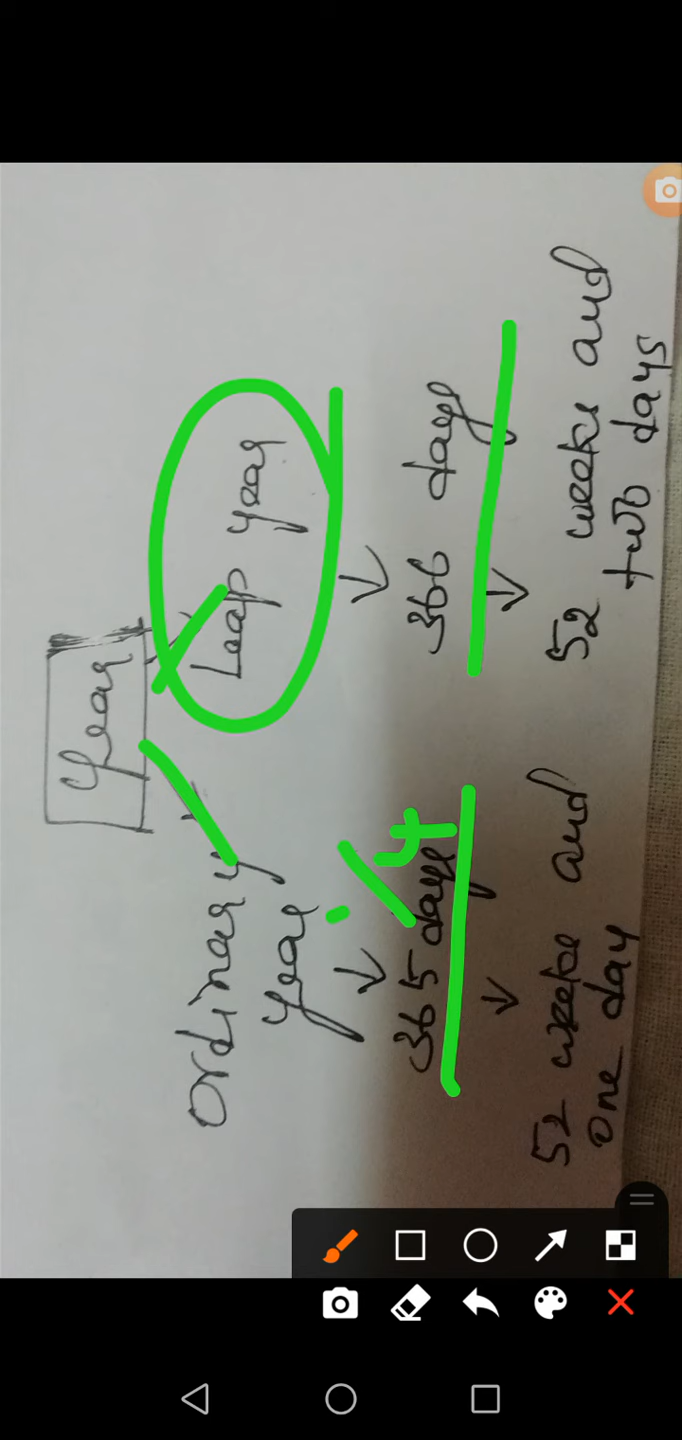 Year
Ordinary
year
Leap year
/4
365 days
366 days
52 weeks and
one day
52 weeks and
two days